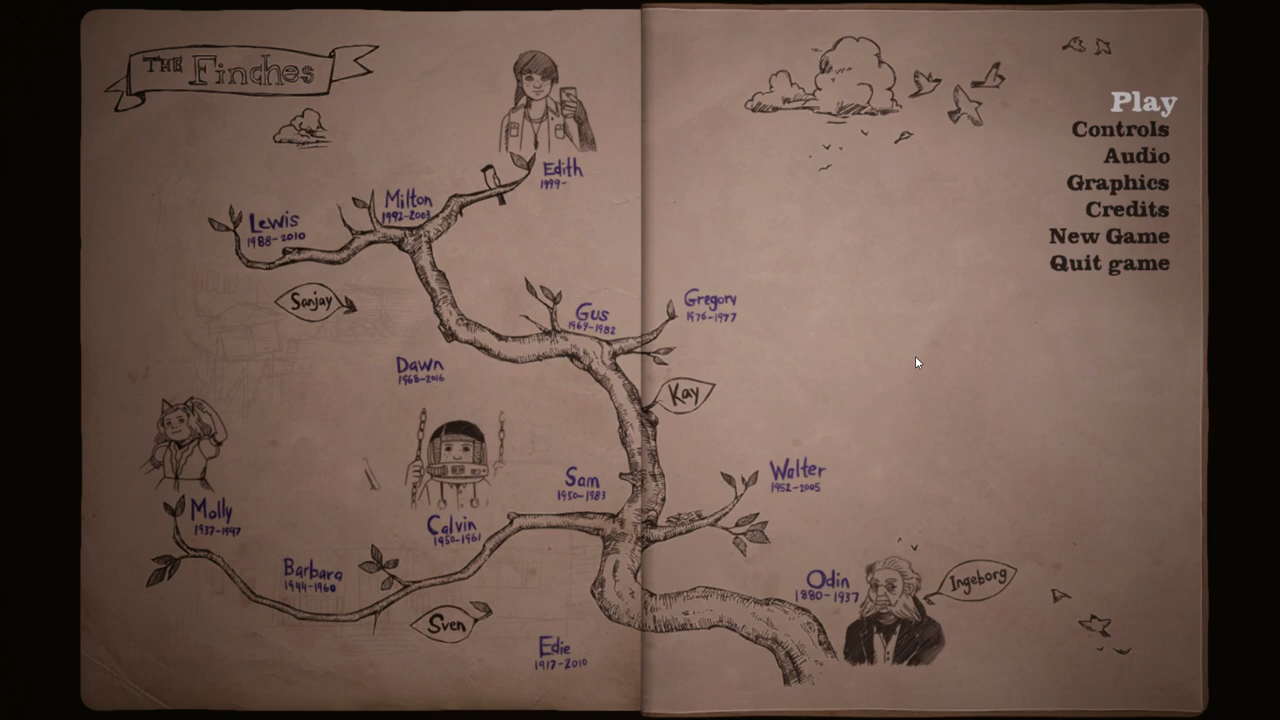 THE Finches
Edith
1999-
Milton
1992-2003
Lewis
1988-2010
Sanjay
Gus
1969-1982
Gregory
1976-1977
Dawn
1968-2016
Kay
Sam
1950-1983
Walter
1952-2005
Molly
1937-1947
Calvin
1950-1961
Barbara
1944-1960
Sven
Odin
1880-1937
Ingeborg
Edie
1917-2010
Play
Controls
Audio
Graphics
Credits
New Game
Quit game